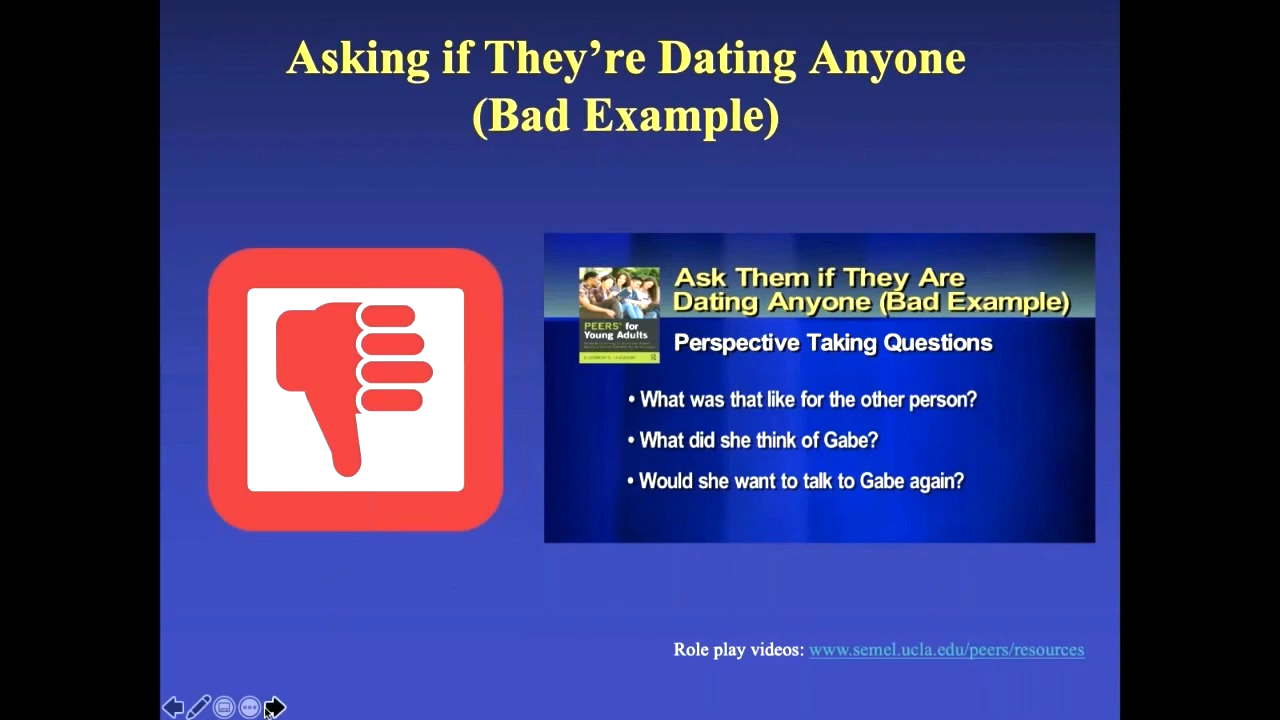 Asking if They're Dating Anyone
(Bad Example)
Ask Them if They Are
Dating Anyone (Bad Example)
PEERS® for
Young Adults
Perspective Taking Questions
• What was that like for the other person?
• What did she think of Gabe?
• Would she want to talk to Gabe again?
Role play videos: www.semel.ucla.edu/peers/resources